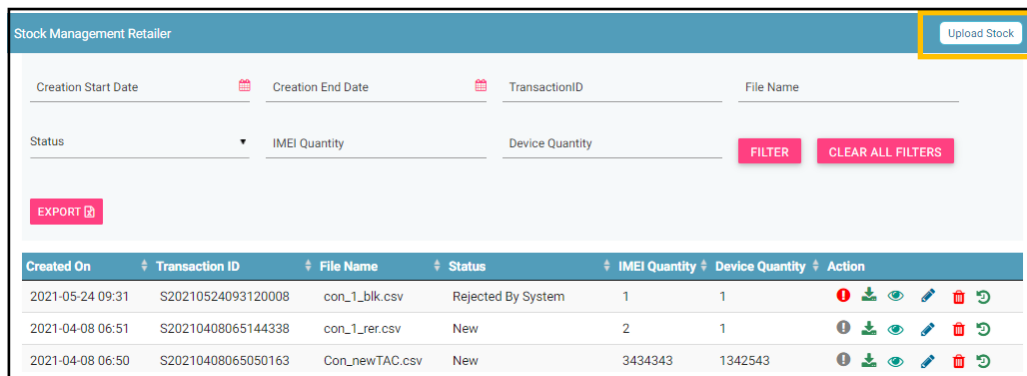 Stock Management Retailer Upload Stock
Creation Start Date Creation End Date TransactionID File Name
Status IMEI Quantity Device Quantity FILTER CLEAR ALL FILTERS
EXPORT
Created On Transaction ID File Name Status IMEI Quantity Device Quantity Action
2021-05-24 09:31 S20210524093120008 con_1_blk.csv Rejected By System 1 1
2021-04-08 06:51 S20210408065144338 con_1_rer.csv New 2 1
2021-04-08 06:50 S20210408065050163 Con_newTAC.csv New 3434343 1342543